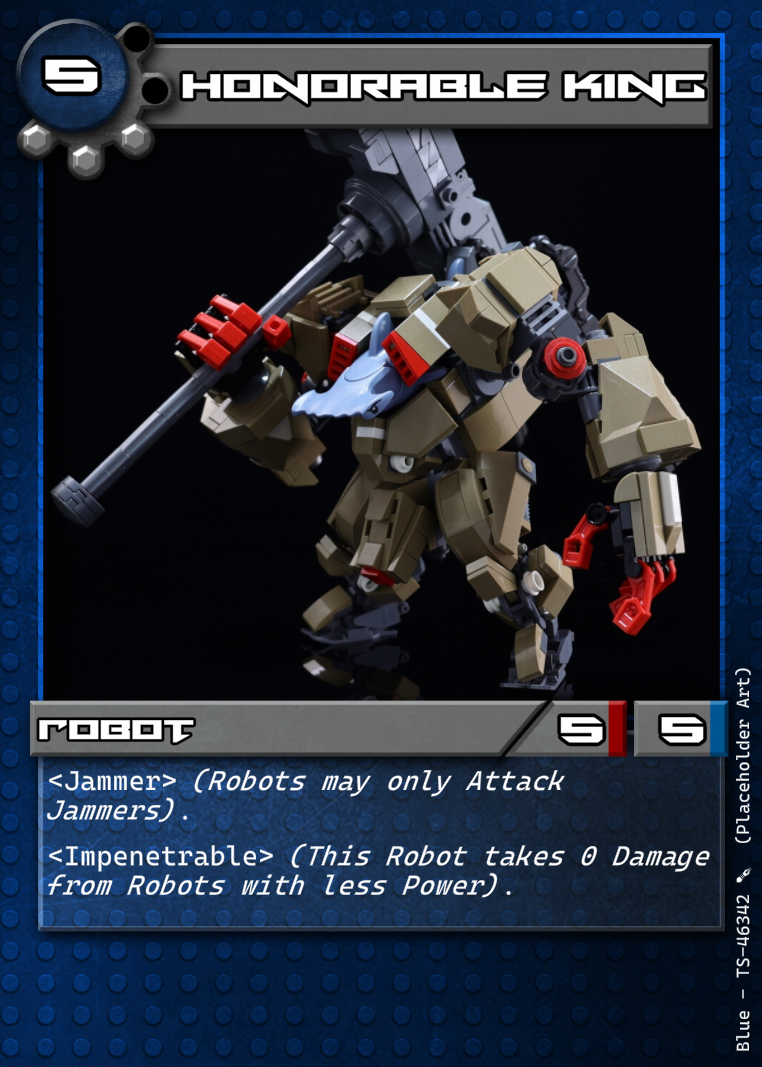 5
HONORABLE KING
ROBOT
5
5
<Jammer> (Robots may only Attack
Jammers).
<Impenetrable> (This Robot takes 0 Damage
from Robots with less Power).
Blue - TS-46342 ✒ (Placeholder Art)